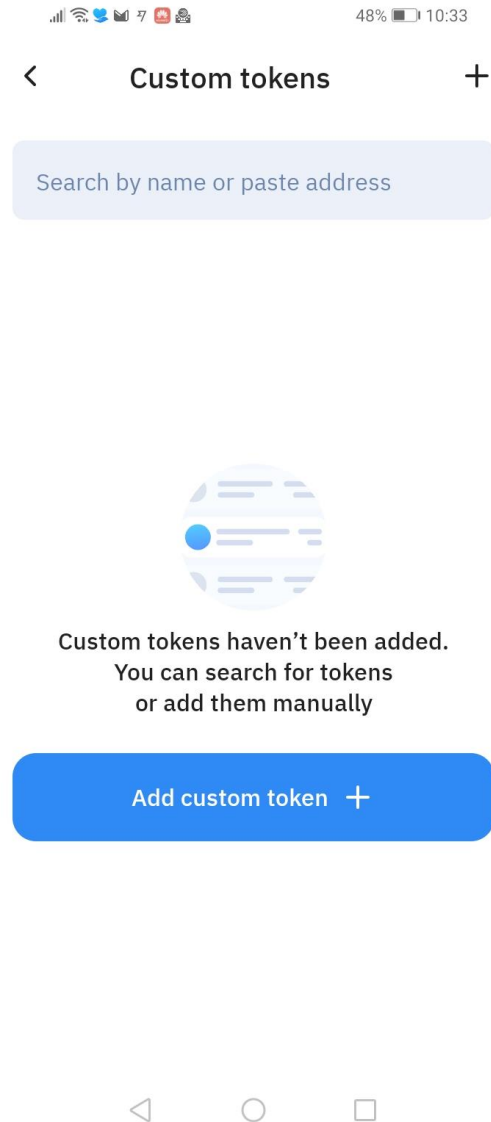 48% 10:33
Custom tokens
Search by name or paste address
Custom tokens haven’t been added.
You can search for tokens
or add them manually
Add custom token +